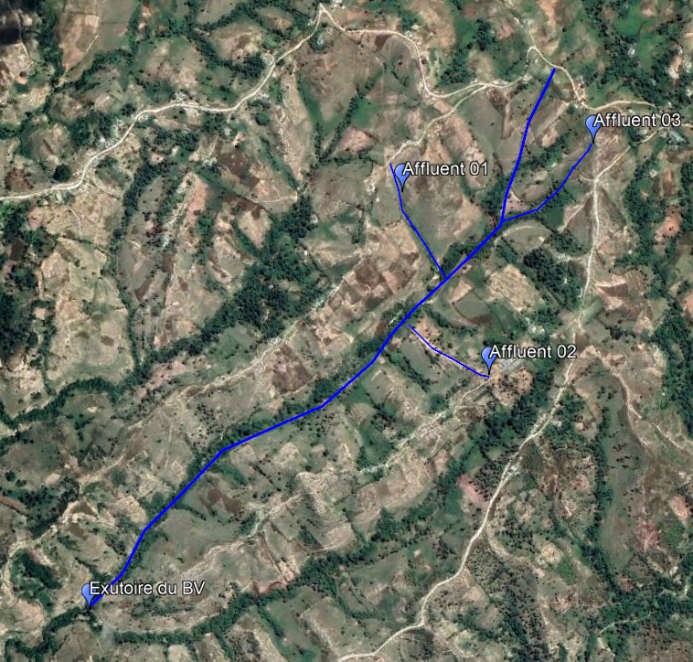 Affluent 03
Affluent 01
Affluent 02
Exutoire du BV